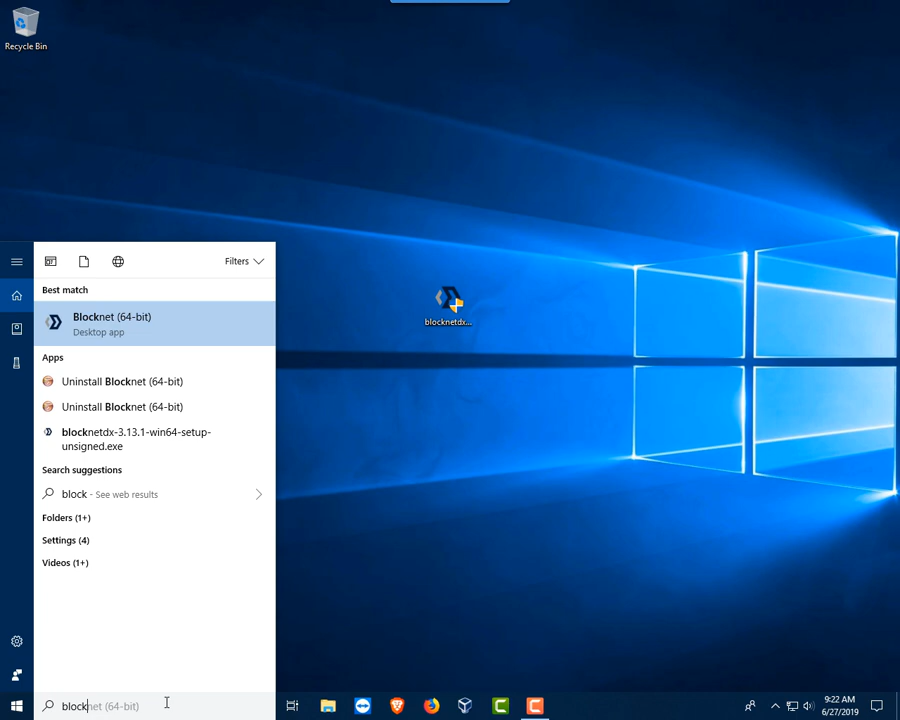 Recycle Bin
Filters
Best match
Blocknet (64-bit)
Desktop app
Apps
Uninstall Blocknet (64-bit)
Uninstall Blocknet (64-bit)
blocknetdx-3.13.1-win64-setup-
unsigned.exe
Search suggestions
block - See web results
Folders (1+)
Settings (4)
Videos (1+)
blocknet (64-bit)
blocknetdx...
9:22 AM
6/27/2019